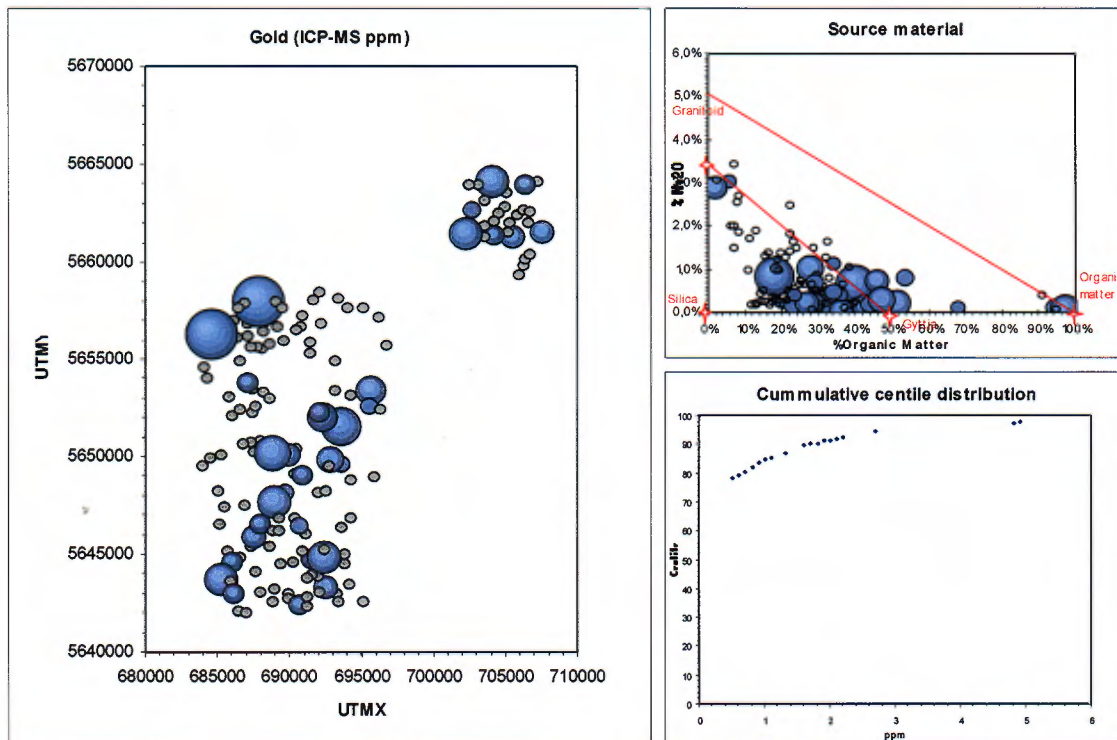 Gold (ICP-MS ppm)
5670000
5665000
5660000
5655000
5650000
5645000
5640000
UTMY
680000 685000 690000 695000 700000 705000 710000
UTMX
Source material
6,0%
5,0%
Granitoid
4,0%
3,0%
2,0%
1,0%
Silica
0,0%
Organic
matter
Gyttja
0% 10% 20% 30% 40% 50% 60% 70% 80% 90% 100%
%Organic Matter
Cummulative centile distribution
100
90
80
70
60
50
40
30
20
10
0
Centile
0 1 2 3 4 5 6
ppm